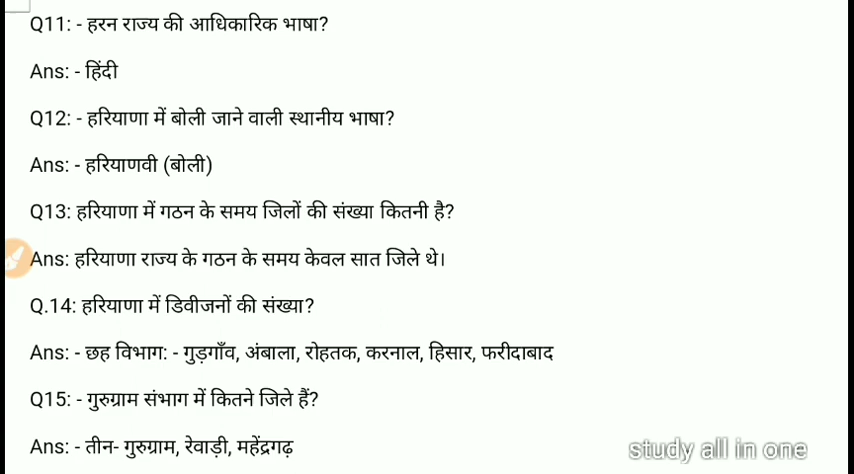 Q11: - हरन राज्य की आधिकारिक भाषा?
Ans: - हिंदी
Q12: - हरियाणा में बोली जाने वाली स्थानीय भाषा?
Ans: - हरियाणवी (बोली)
Q13: हरियाणा में गठन के समय जिलों की संख्या कितनी है?
Ans: हरियाणा राज्य के गठन के समय केवल सात जिले थे।
Q.14: हरियाणा में डिवीजनों की संख्या?
Ans: - छह विभाग: - गुड़गाँव, अंबाला, रोहतक, करनाल, हिसार, फरीदाबाद
Q15: - गुरुग्राम संभाग में कितने जिले हैं?
Ans: - तीन- गुरुग्राम, रेवाड़ी, महेंद्रगढ़
study all in one